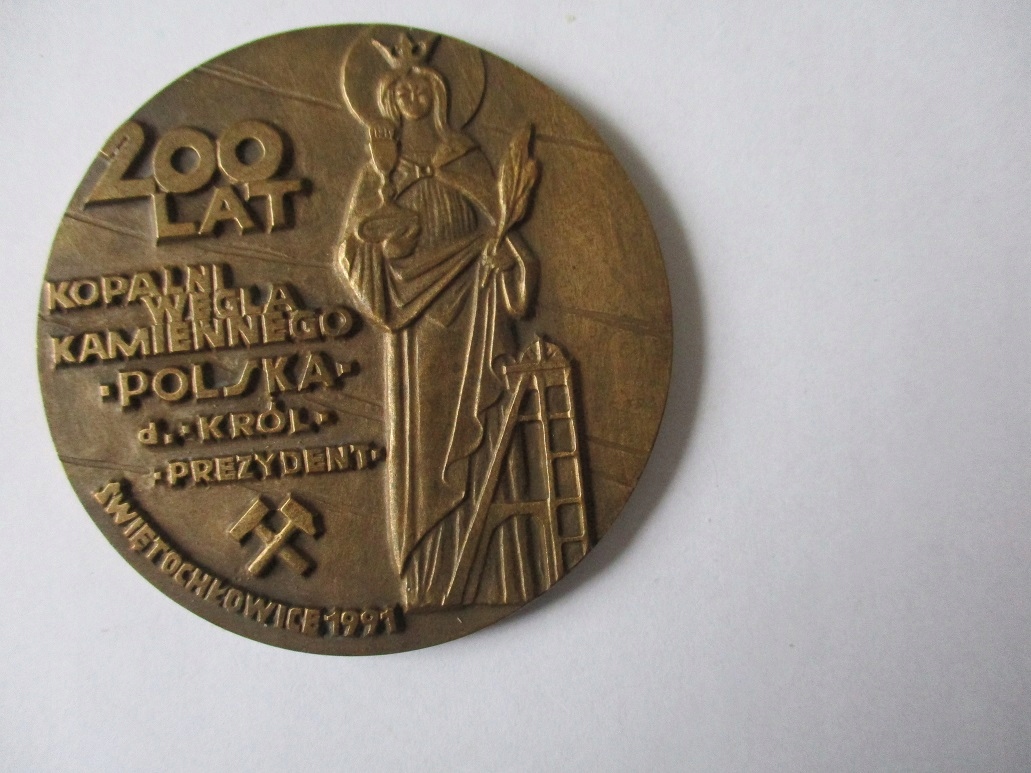 200
LAT
KOPALNI
WĘGLA
KAMIENNEGO
·POLSKA·
d.·KRÓL·
·PREZYDENT·
ŚWIĘTOCHŁOWICE 1991